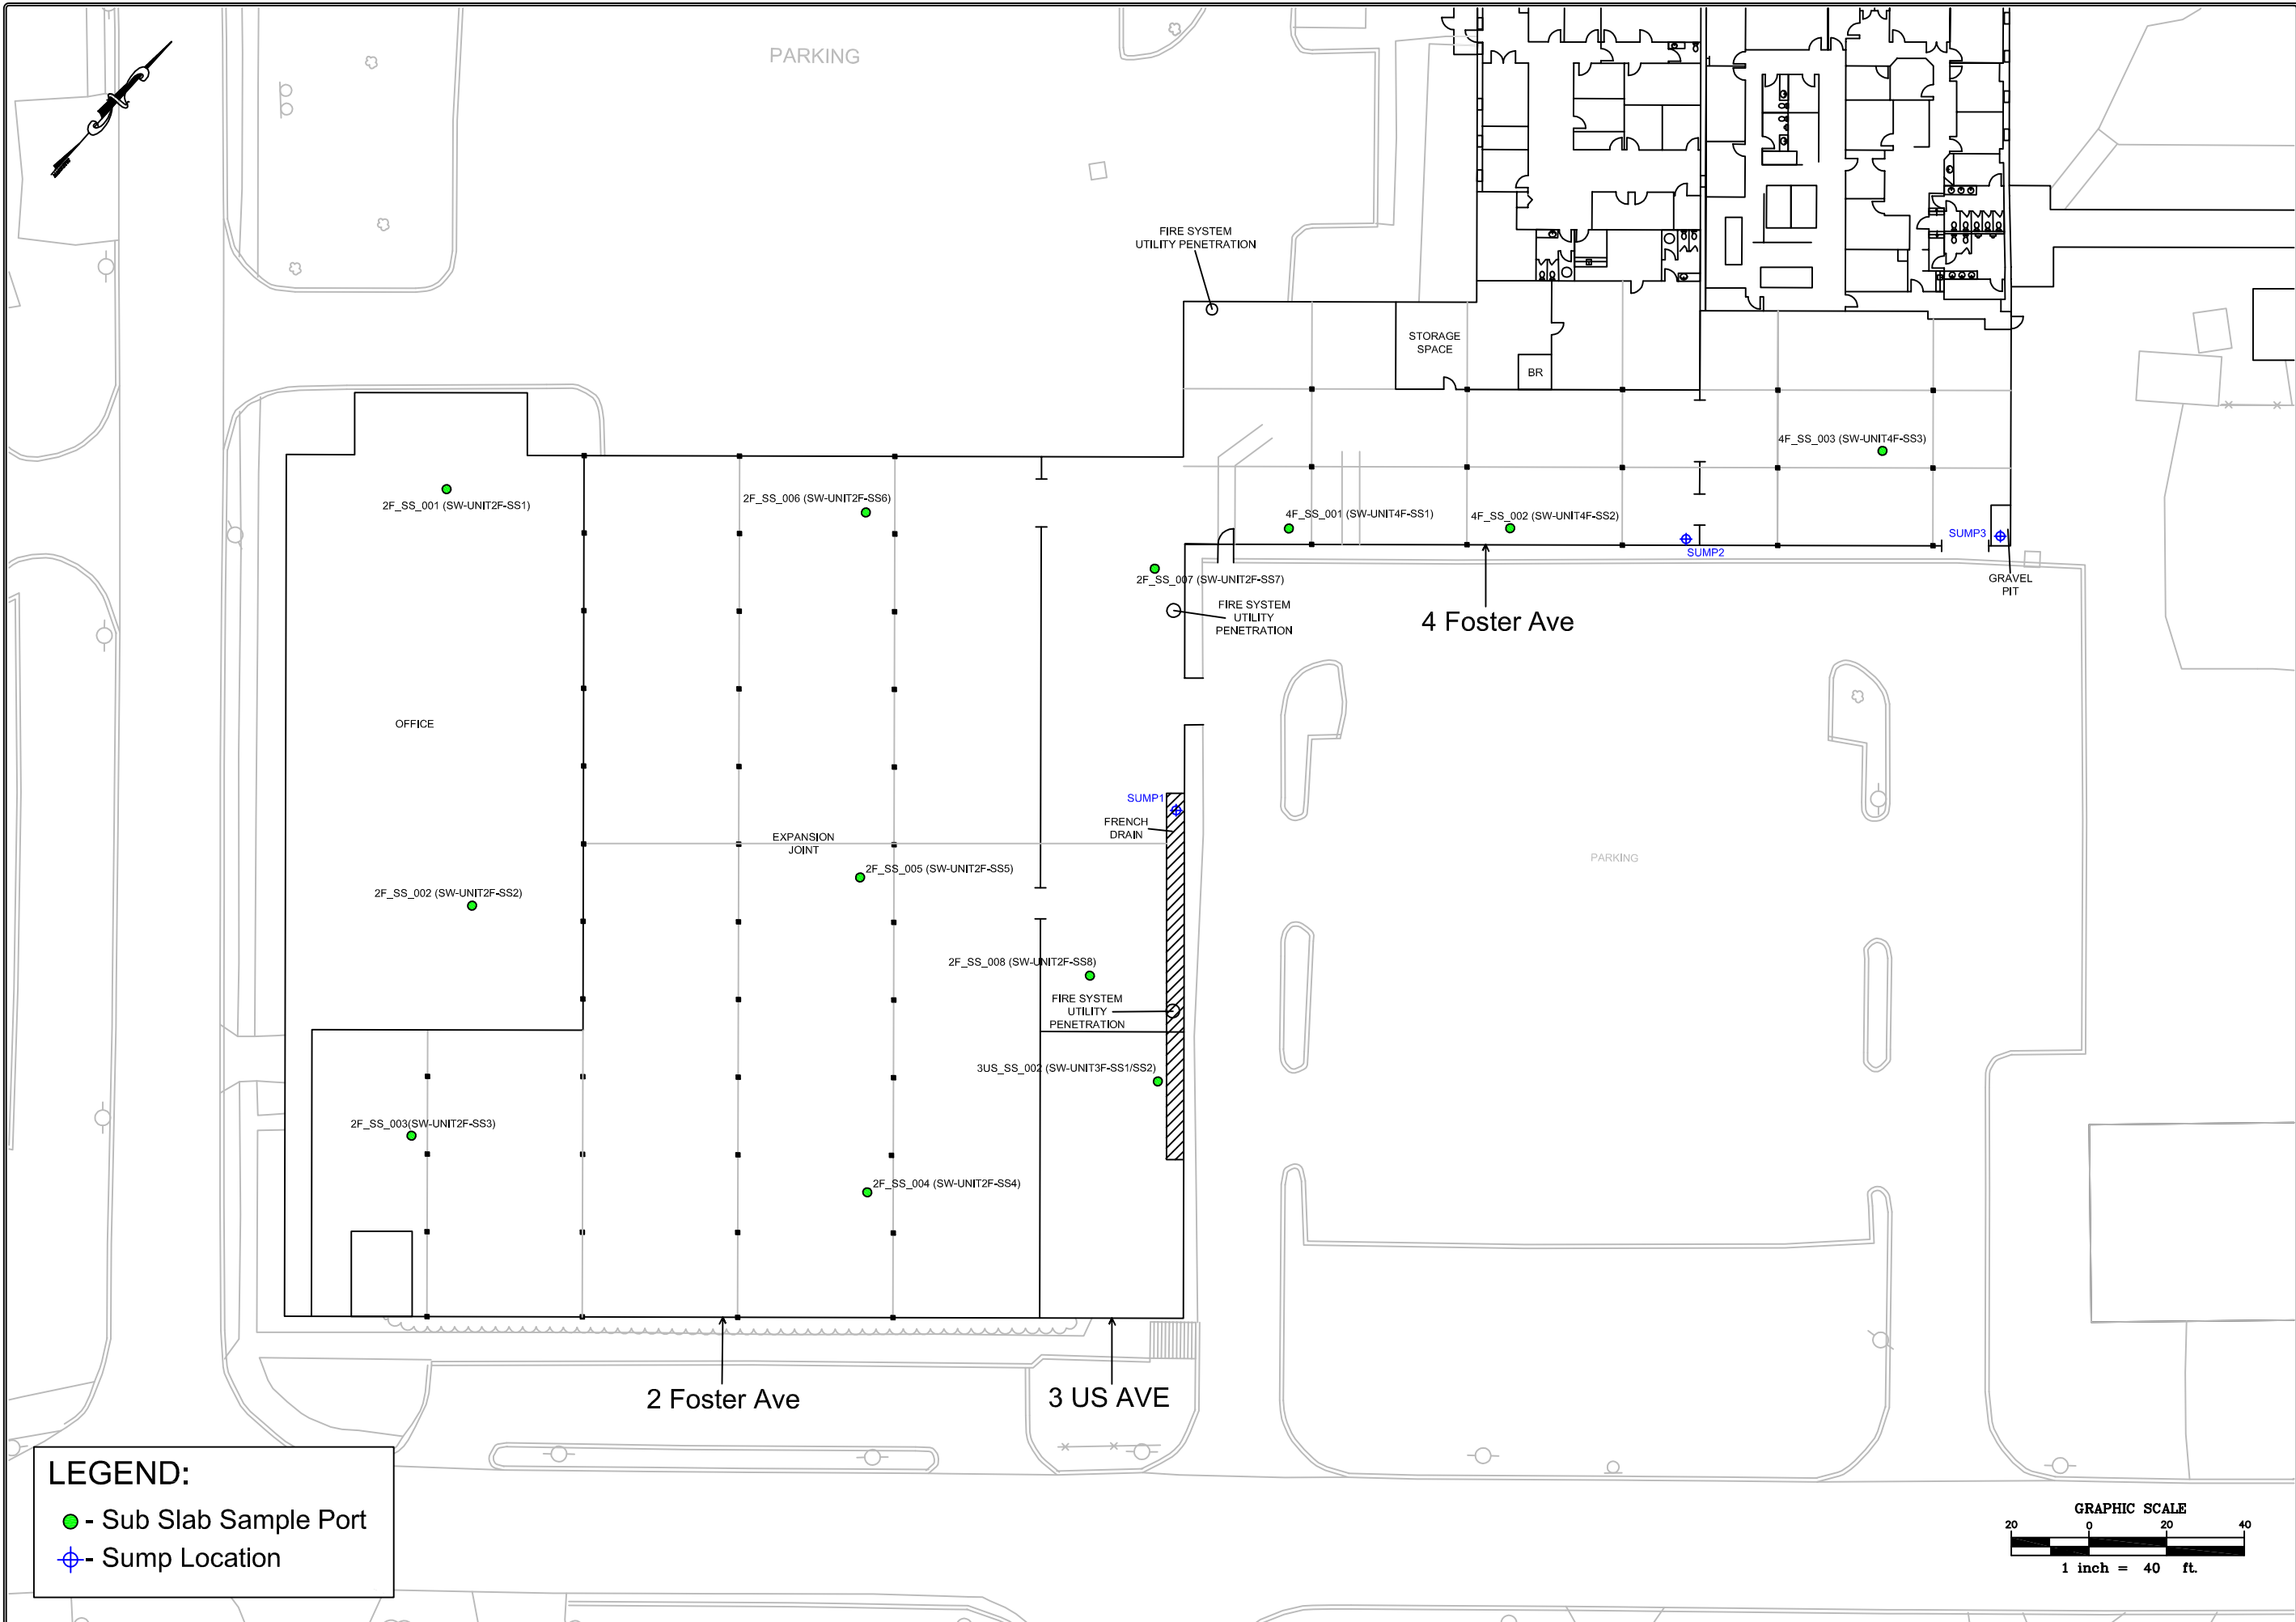 PARKING
FIRE SYSTEM
UTILITY PENETRATION
STORAGE
SPACE
BR
4F_SS_003 (SW-UNIT4F-SS3)
2F_SS_001 (SW-UNIT2F-SS1)
2F_SS_006 (SW-UNIT2F-SS6)
4F_SS_001 (SW-UNIT4F-SS1)
4F_SS_002 (SW-UNIT4F-SS2)
SUMP2
SUMP3
GRAVEL
PIT
2F_SS_007 (SW-UNIT2F-SS7)
FIRE SYSTEM
UTILITY
PENETRATION
4 Foster Ave
OFFICE
SUMP1
FRENCH
DRAIN
EXPANSION
JOINT
PARKING
2F_SS_005 (SW-UNIT2F-SS5)
2F_SS_002 (SW-UNIT2F-SS2)
2F_SS_008 (SW-UNIT2F-SS8)
FIRE SYSTEM
UTILITY
PENETRATION
3US_SS_002 (SW-UNIT3F-SS1/SS2)
2F_SS_003(SW-UNIT2F-SS3)
2F_SS_004 (SW-UNIT2F-SS4)
2 Foster Ave
3 US AVE
LEGEND:
- Sub Slab Sample Port
- Sump Location
GRAPHIC SCALE
20 0 20 40
1 inch = 40 ft.